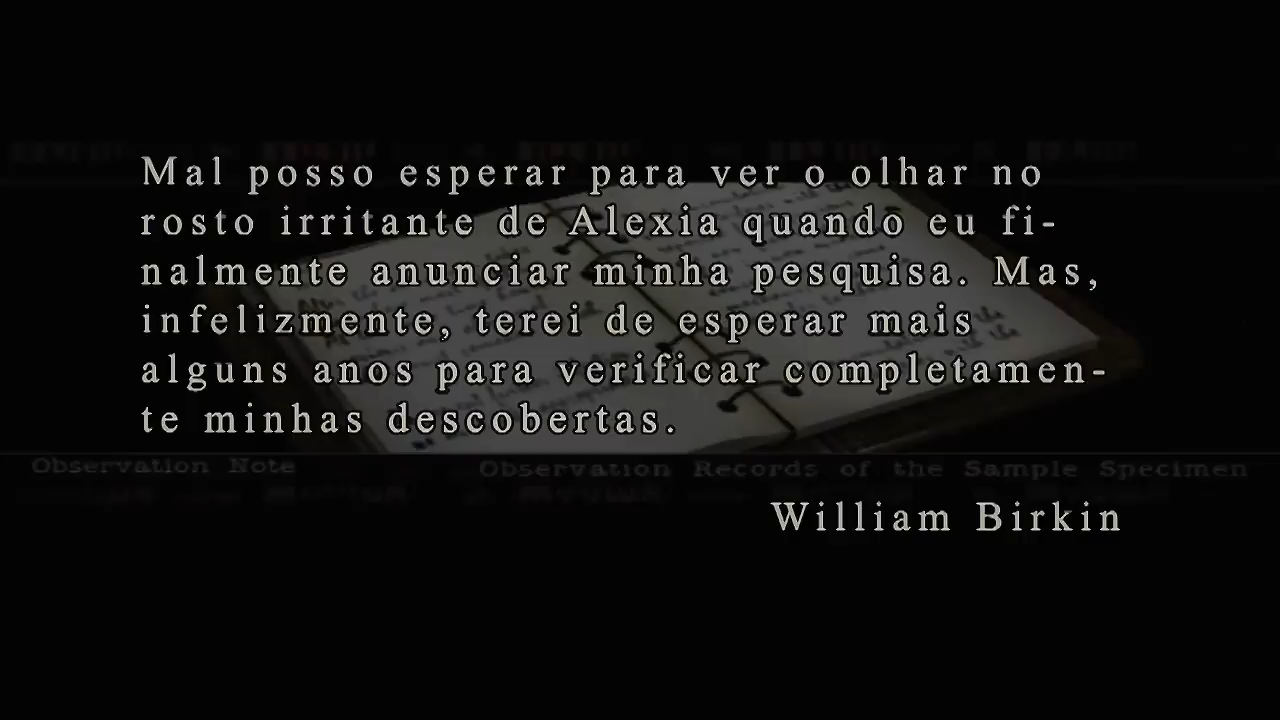 Mal posso esperar para ver o olhar no
rosto irritante de Alexia quando eu fi-
nalmente anunciar minha pesquisa. Mas,
infelizmente, terei de esperar mais
alguns anos para verificar completamen-
te minhas descobertas.
Observation Note
Observation Records of the Sample Specimen
William Birkin